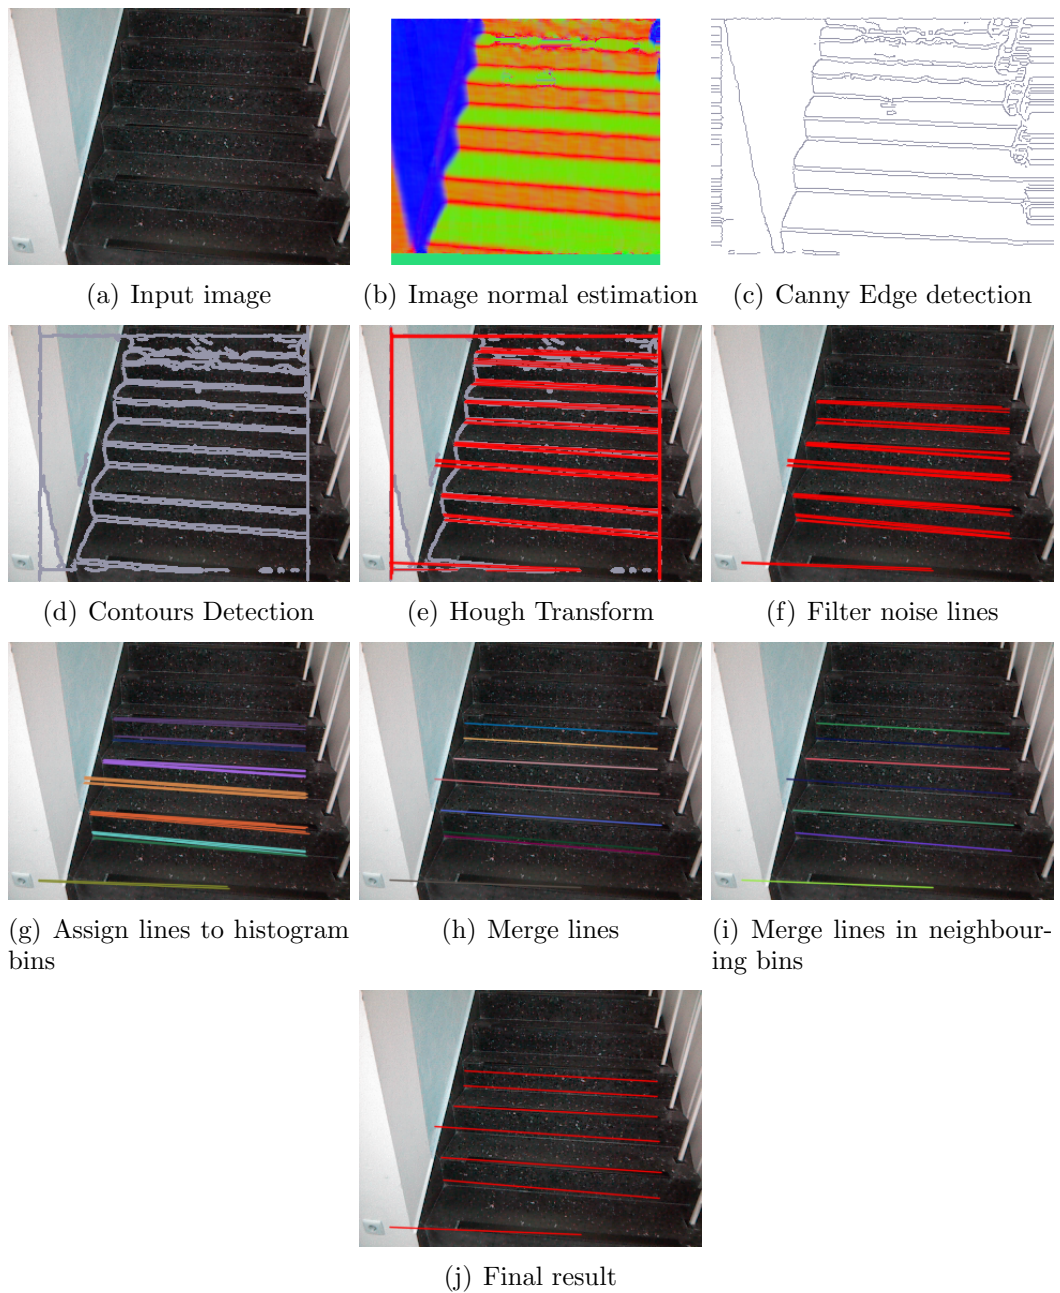 (a) Input image
(b) Image normal estimation
(c) Canny Edge detection
(d) Contours Detection
(e) Hough Transform
(f) Filter noise lines
(g) Assign lines to histogram
bins
(h) Merge lines
(i) Merge lines in neighbour-
ing bins
(j) Final result